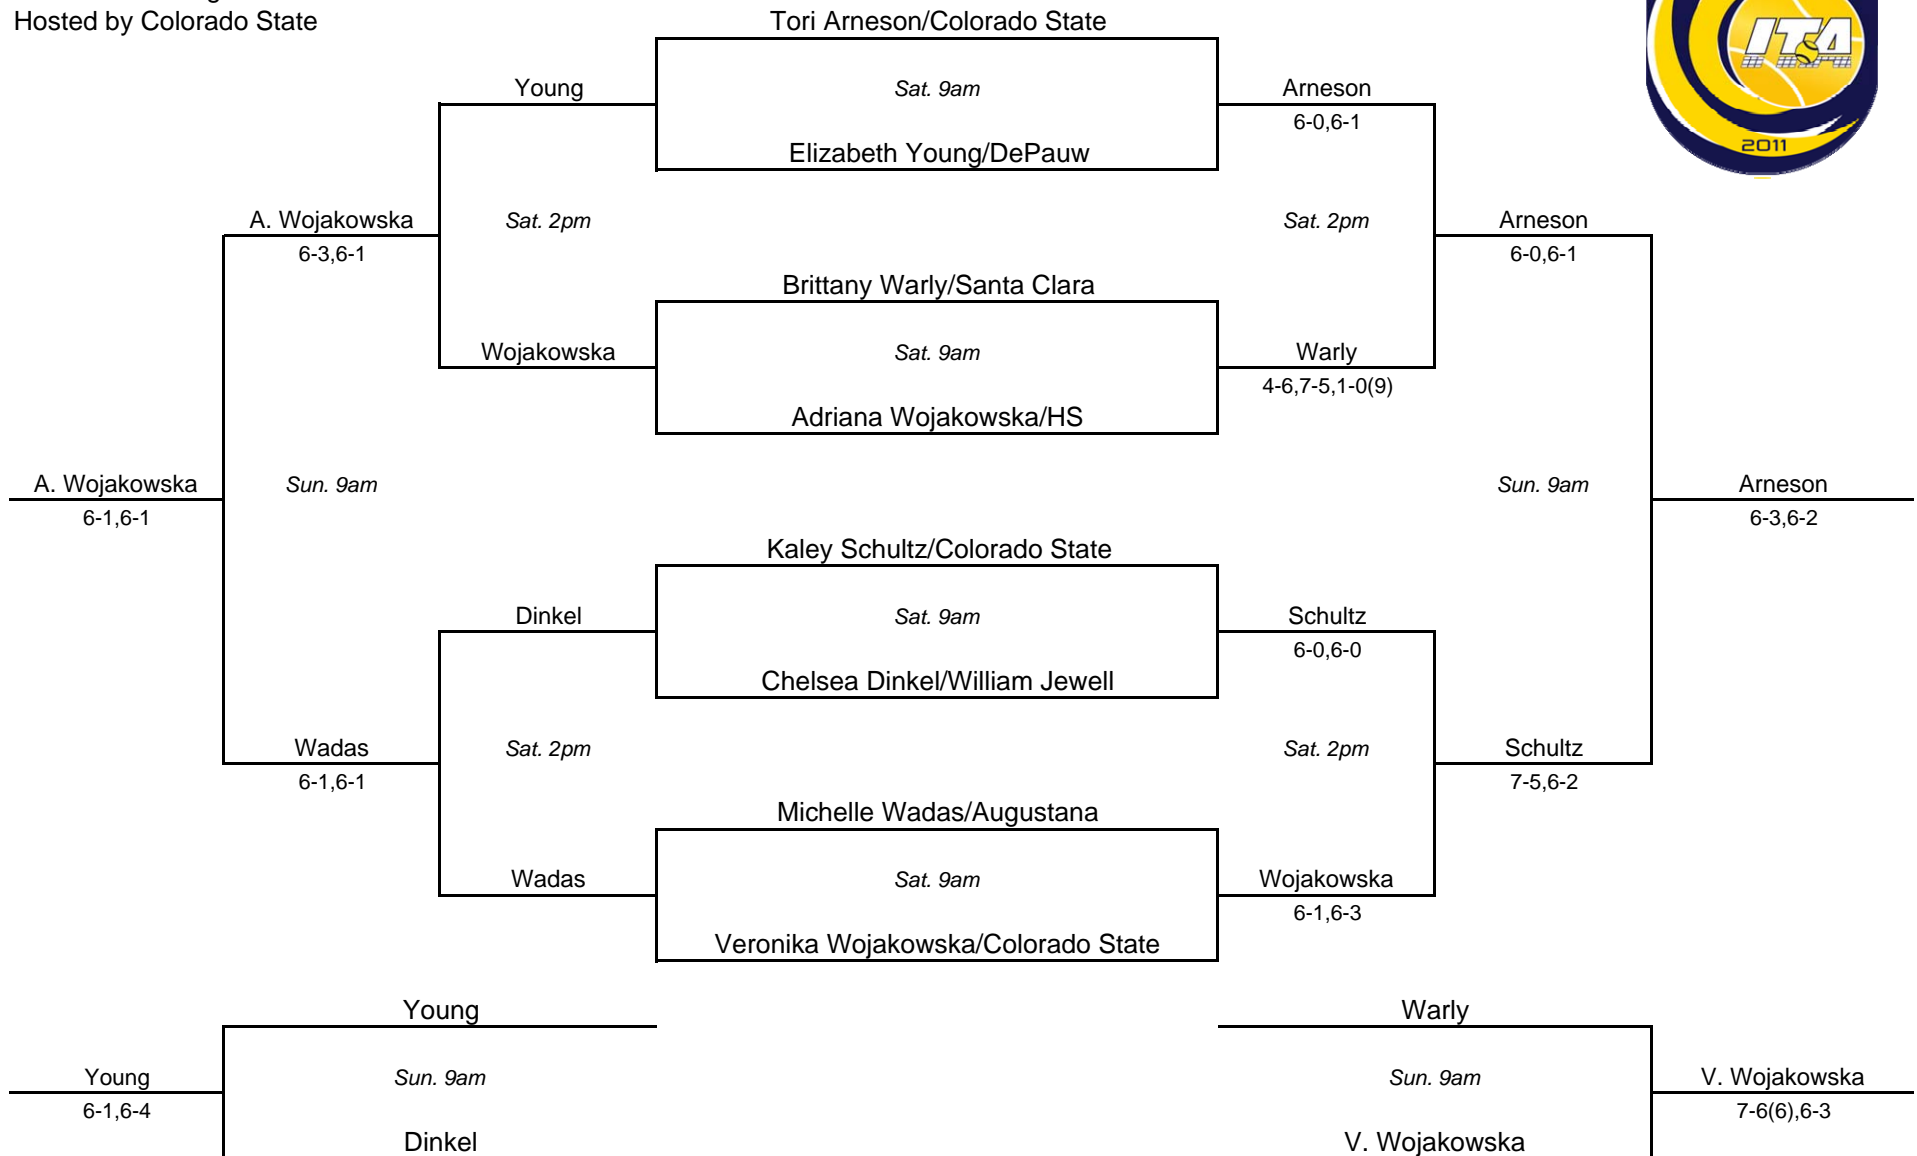 Hosted by Colorado State
Tori Arneson/Colorado State
ITA
Young
Sat. 9am
Arneson
6-0,6-1
Elizabeth Young/DePauw
2011
A. Wojakowska
Sat. 2pm
Sat. 2pm
Arneson
6-3,6-1
6-0,6-1
Brittany Warly/Santa Clara
Wojakowska
Sat. 9am
Warly
4-6,7-5,1-0(9)
Adriana Wojakowska/HS
A. Wojakowska
Sun. 9am
Sun. 9am
Arneson
6-1,6-1
6-3,6-2
Kaley Schultz/Colorado State
Dinkel
Sat. 9am
Schultz
6-0,6-0
Chelsea Dinkel/William Jewell
Wadas
Sat. 2pm
Sat. 2pm
Schultz
6-1,6-1
7-5,6-2
Michelle Wadas/Augustana
Wadas
Sat. 9am
Wojakowska
6-1,6-3
Veronika Wojakowska/Colorado State
Young
Warly
Young
Sun. 9am
Sun. 9am
V. Wojakowska
6-1,6-4
7-6(6),6-3
Dinkel
V. Wojakowska